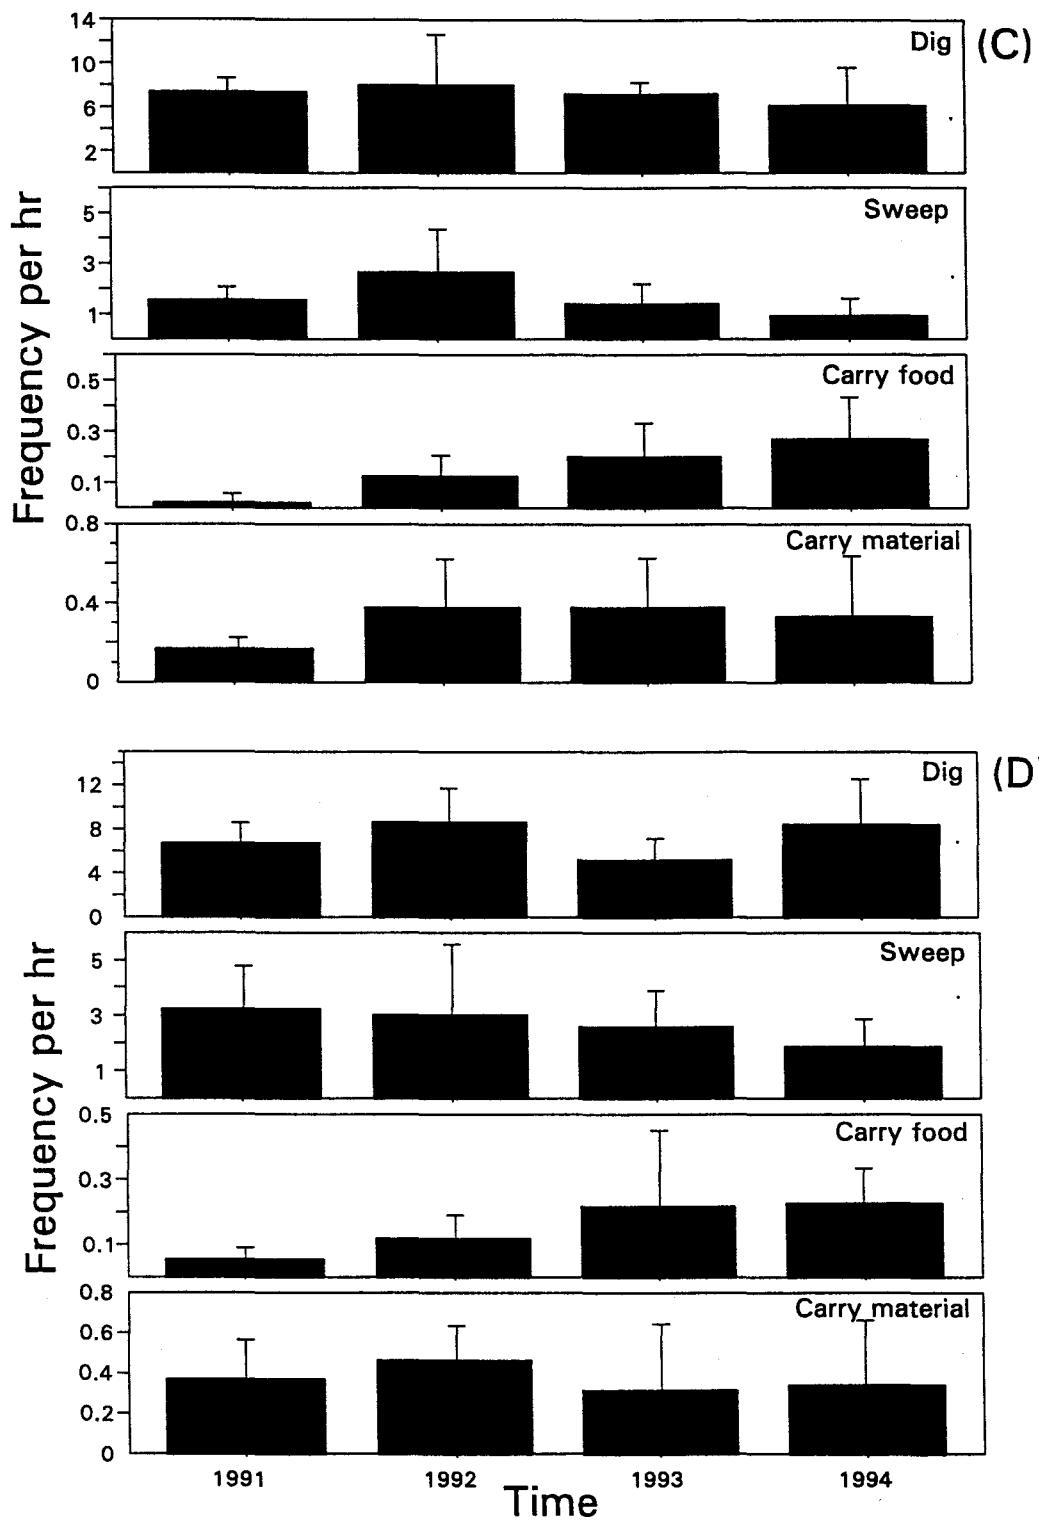 Frequency per hr
14
10
6
2
Dig
(C)
5
3
1
Sweep
0.5
0.3
0.1
Carry food
0.8
0.4
0
Carry material
Frequency per hr
12
8
4
0
Dig
(D)
5
3
1
Sweep
0.5
0.3
0.1
Carry food
0.8
0.6
0.4
0.2
0
Carry material
1991 1992 1993 1994
Time